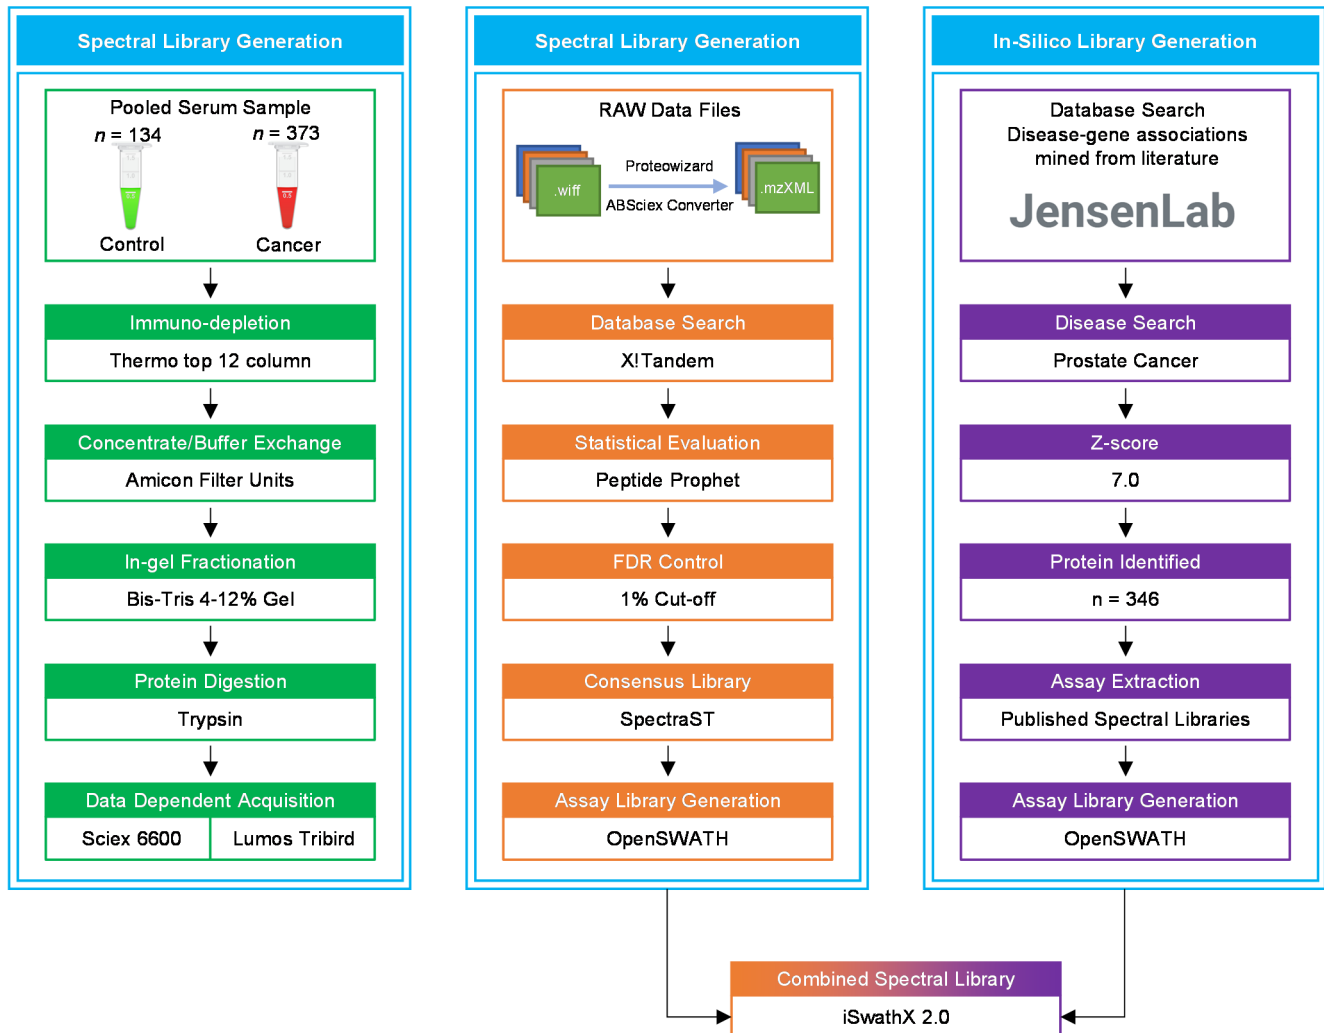 Spectral Library Generation
Pooled Serum Sample
n = 134
n = 373
Control
Cancer
Immuno-depletion
Thermo top 12 column
Concentrate/Buffer Exchange
Amicon Filter Units
In-gel Fractionation
Bis-Tris 4-12% Gel
Protein Digestion
Trypsin
Data Dependent Acquisition
Sciex 6600
Lumos Tribird
Spectral Library Generation
RAW Data Files
.wiff
Proteowizard
ABSciex Converter
.mzXML
Database Search
X!Tandem
Statistical Evaluation
Peptide Prophet
FDR Control
1% Cut-off
Consensus Library
SpectraST
Assay Library Generation
OpenSWATH
In-Silico Library Generation
Database Search
Disease-gene associations
mined from literature
JensenLab
Disease Search
Prostate Cancer
Z-score
7.0
Protein Identified
n = 346
Assay Extraction
Published Spectral Libraries
Assay Library Generation
OpenSWATH
Combined Spectral Library
iSwathX 2.0